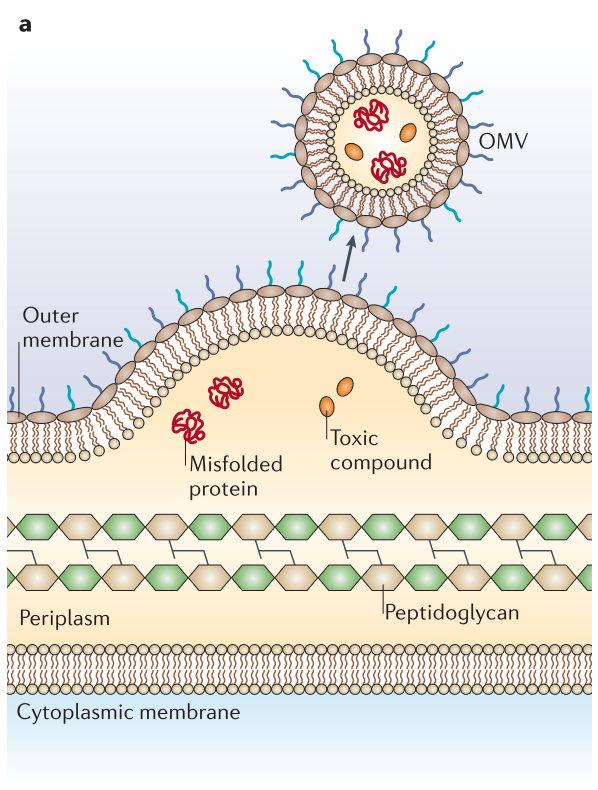 a
OMV
Outer
membrane
Toxic
compound
Misfolded
protein
Peptidoglycan
Periplasm
Cytoplasmic membrane